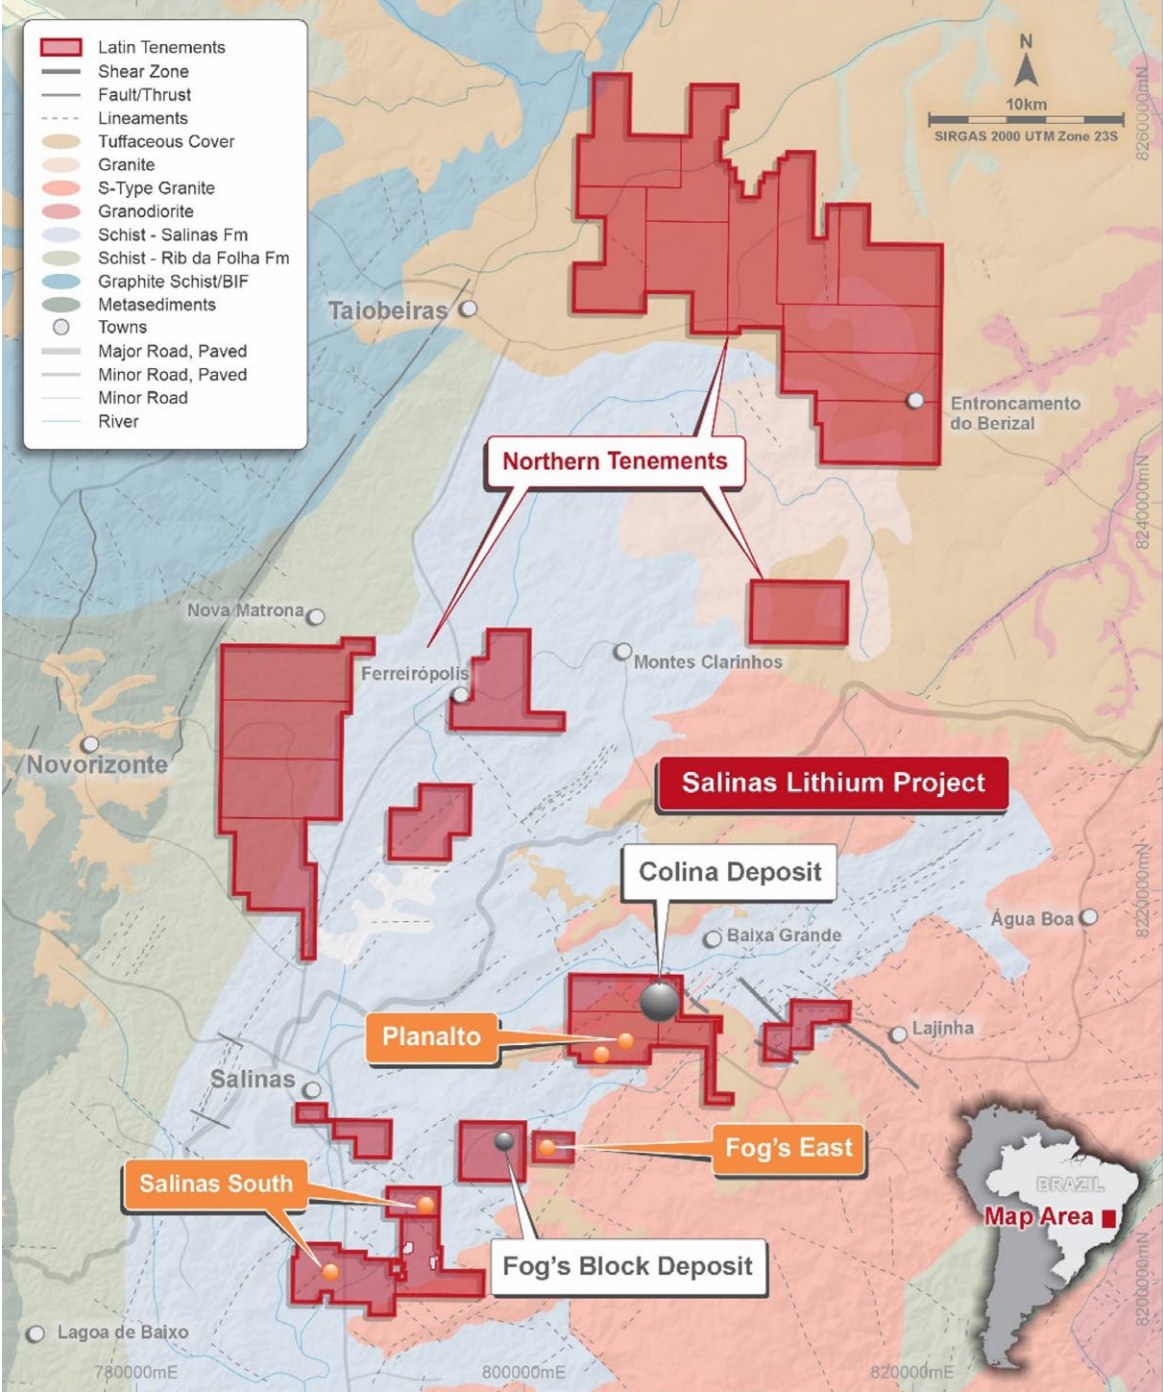 Latin Tenements
Shear Zone
Fault/Thrust
Lineaments
Tuffaceous Cover
Granite
S-Type Granite
Granodiorite
Schist - Salinas Fm
Schist - Rib da Folha Fm
Graphite Schist/BIF
Metasediments
Towns
Major Road, Paved
Minor Road, Paved
Minor Road
River
N
10km
SIRGAS 2000 UTM Zone 23S
8260000mN
Taiobeiras
Entroncamento
do Berizal
Northern Tenements
8240000mN
Nova Matrona
Ferreirópolis
Montes Clarinhos
Novorizonte
Salinas Lithium Project
Colina Deposit
8220000mN
Água Boa
Baixa Grande
Planalto
Lajinha
Salinas
Fog's East
Salinas South
BRAZIL
Map Area
Fog's Block Deposit
8200000mN
Lagoa de Baixo
780000mE
800000mE
820000mE